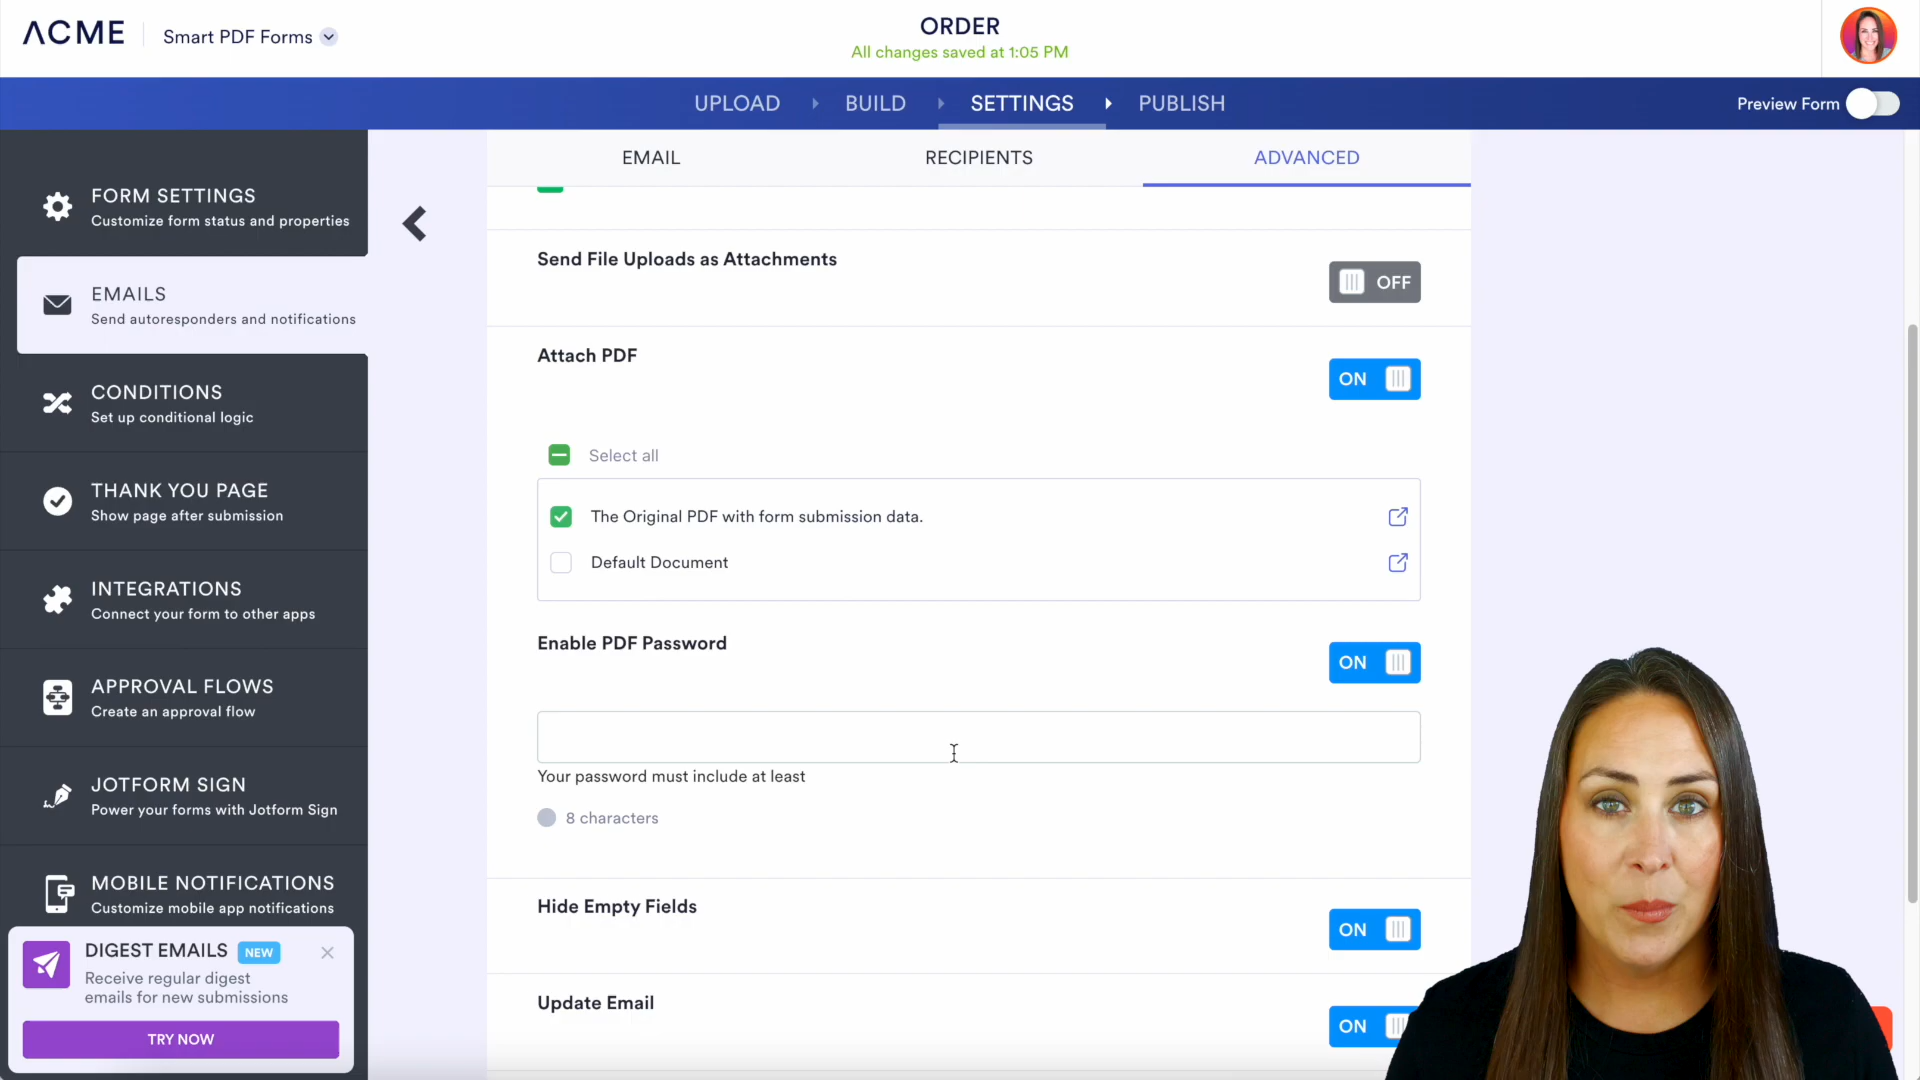 ACME
Smart PDF Forms
ORDER
All changes saved at 1:05 PM
UPLOAD
BUILD
SETTINGS
PUBLISH
Preview Form
FORM SETTINGS
Customize form status and properties
EMAILS
Send autoresponders and notifications
CONDITIONS
Set up conditional logic
THANK YOU PAGE
Show page after submission
INTEGRATIONS
Connect your form to other apps
APPROVAL FLOWS
Create an approval flow
JOTFORM SIGN
Power your forms with Jotform Sign
MOBILE NOTIFICATIONS
Customize mobile app notifications
DIGEST EMAILS NEW
Receive regular digest
emails for new submissions
TRY NOW
EMAIL
RECIPIENTS
ADVANCED
Send File Uploads as Attachments
OFF
Attach PDF
ON
Select all
The Original PDF with form submission data.
Default Document
Enable PDF Password
ON
Your password must include at least
8 characters
Hide Empty Fields
ON
Update Email
ON